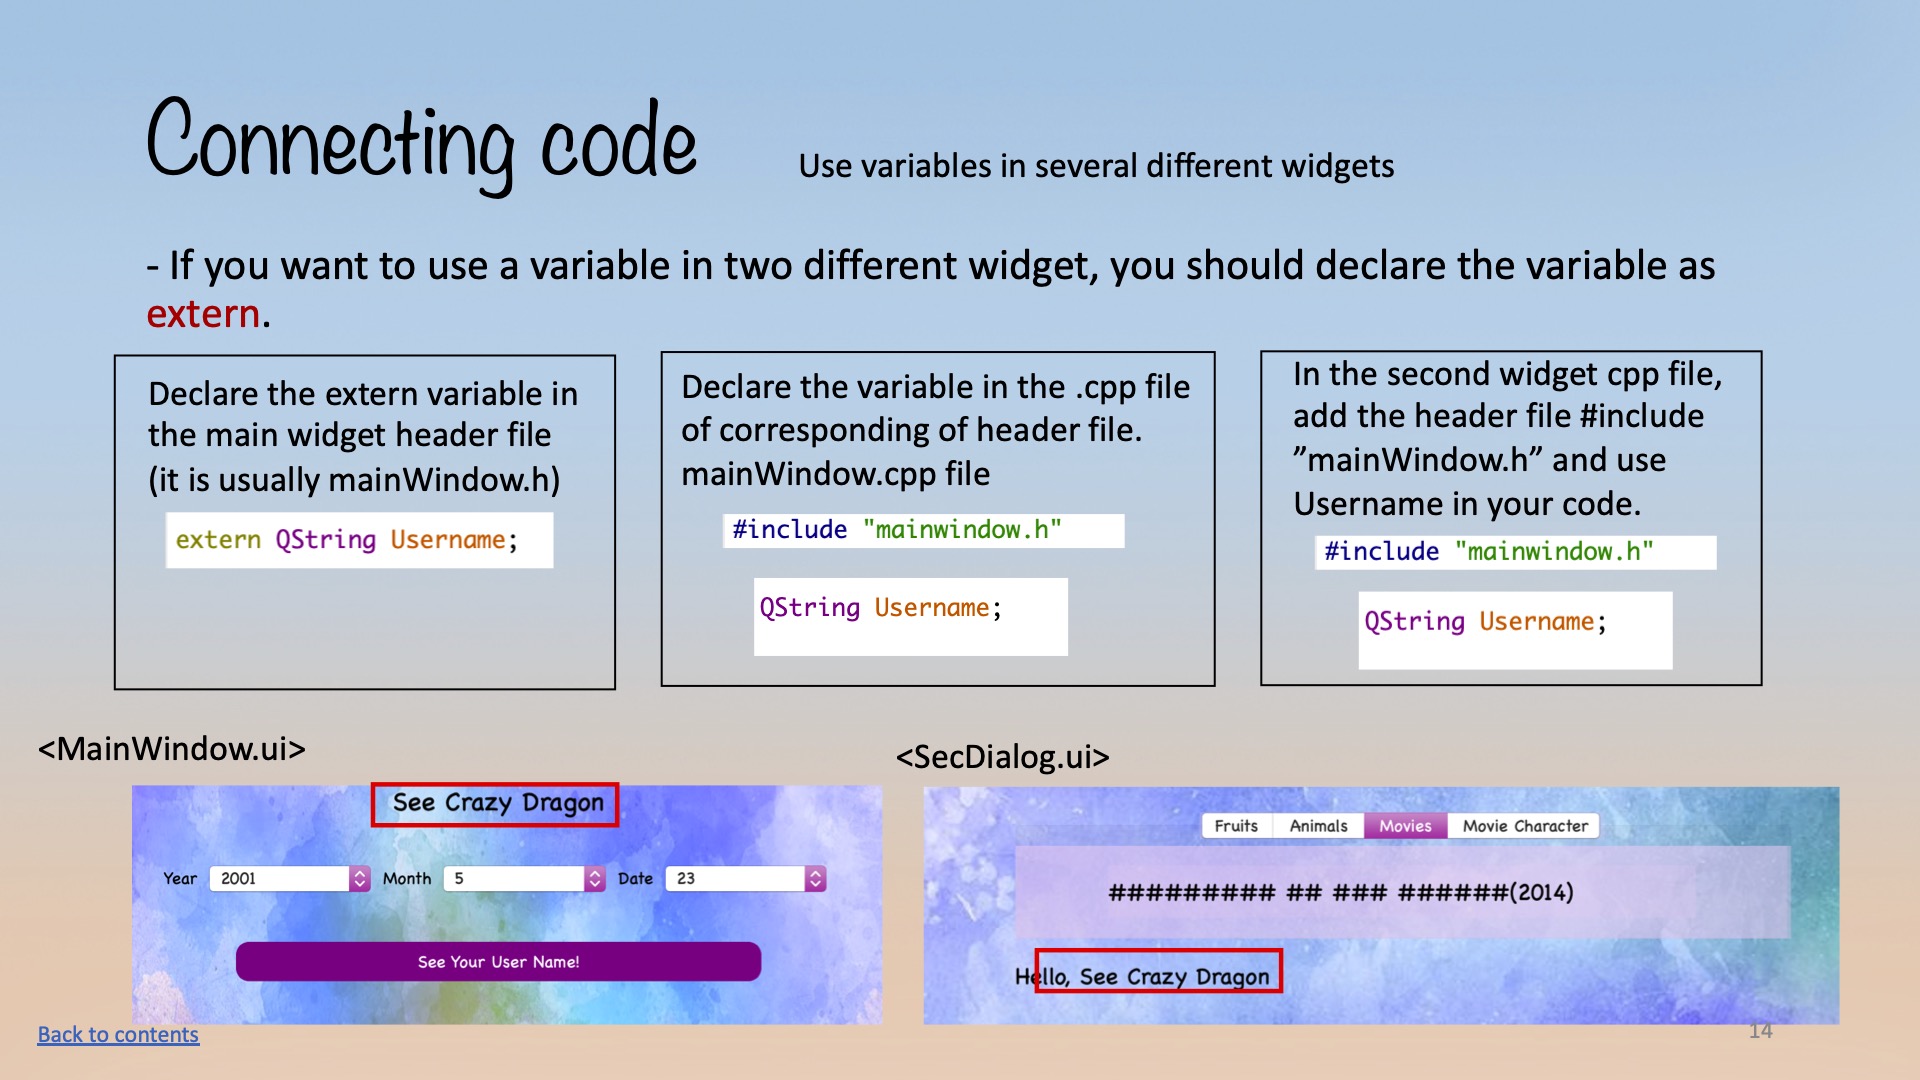 Connecting code
Use variables in several different widgets
- If you want to use a variable in two different widget, you should declare the variable as
extern.
Declare the extern variable in
the main widget header file
(it is usually mainWindow.h)
extern QString Username;
Declare the variable in the .cpp file
of corresponding of header file.
mainWindow.cpp file
#include "mainwindow.h"
QString Username;
In the second widget cpp file,
add the header file #include
”mainWindow.h” and use
Username in your code.
#include "mainwindow.h"
QString Username;
<MainWindow.ui>
See Crazy Dragon
Year 2001 Month 5 Date 23
See Your User Name!
<SecDialog.ui>
Fruits Animals Movies Movie Character
######### ## ### ######(2014)
Hello, See Crazy Dragon
Back to contents
14